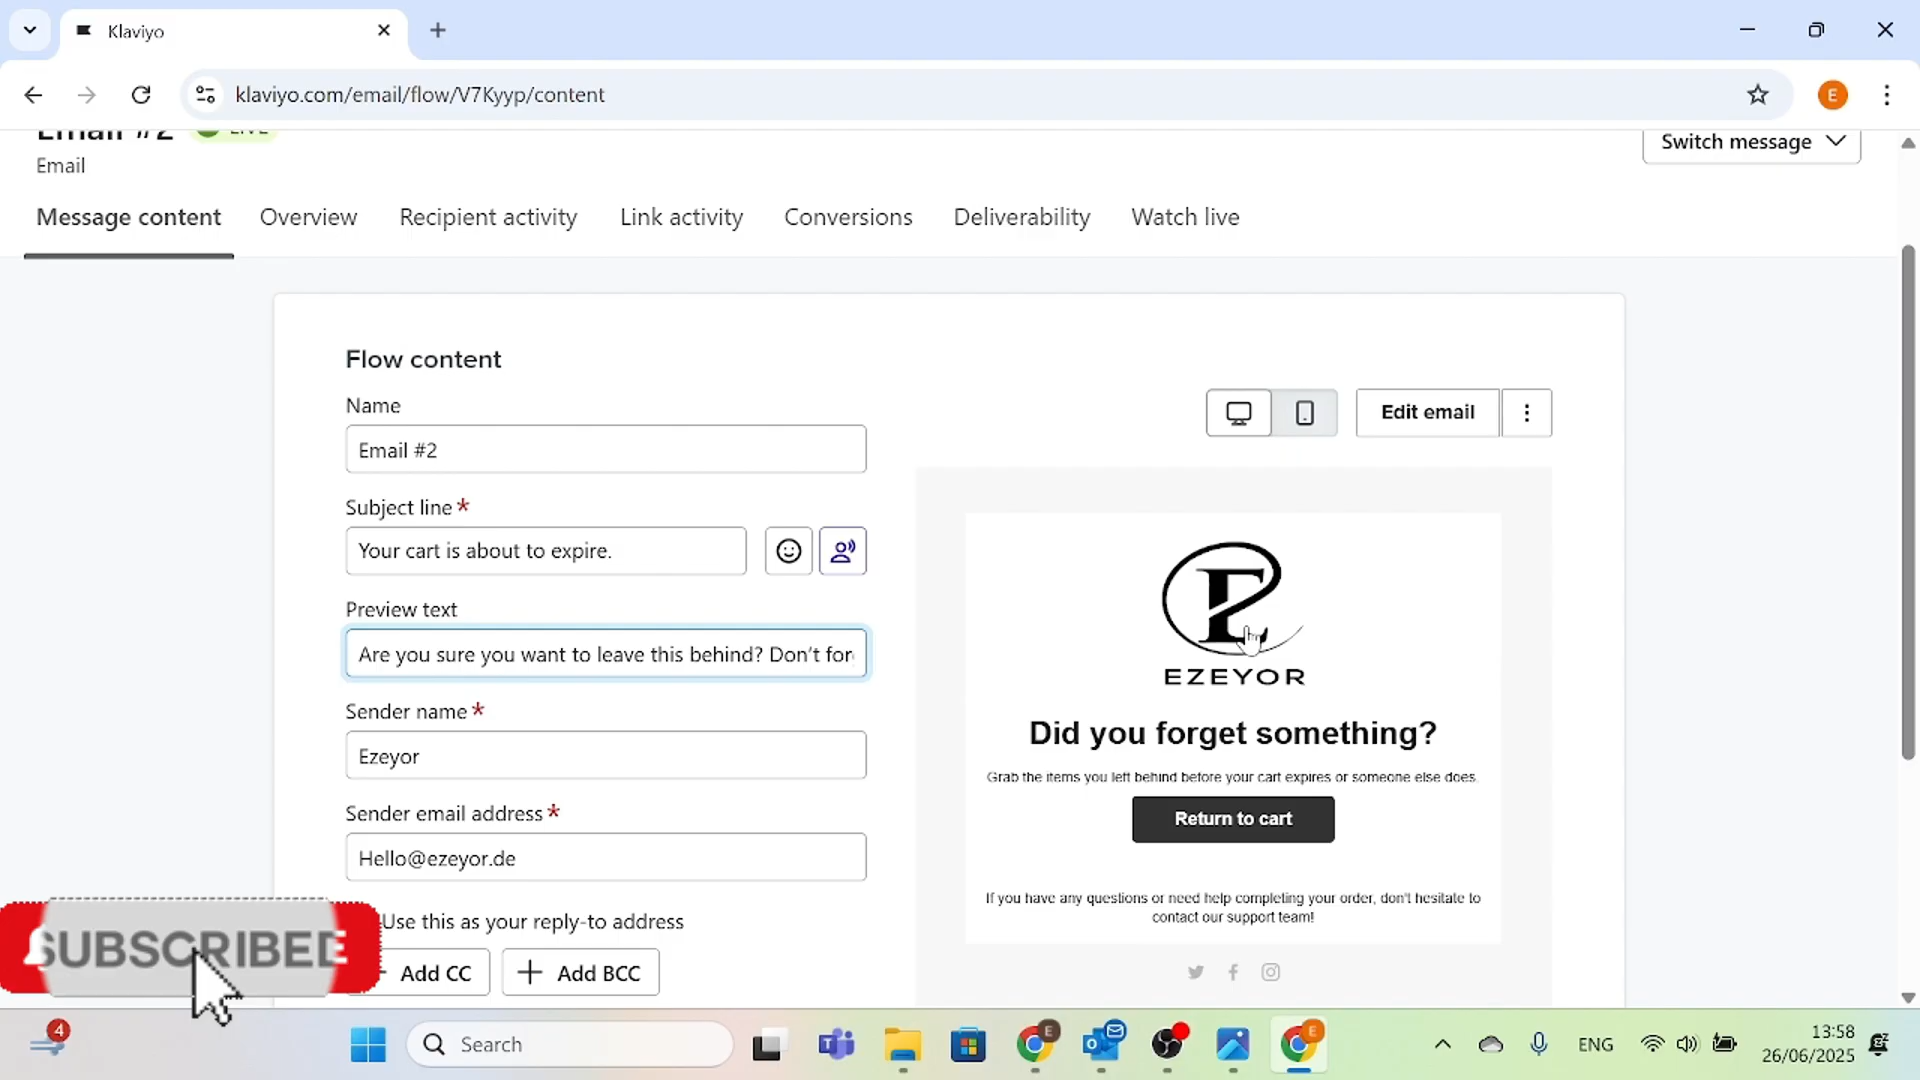 Klaviyo
klaviyo.com/email/flow/V7Kyyp/content
E
Email #2 LIVE
Email
Switch message
Message content Overview Recipient activity Link activity Conversions Deliverability Watch live
Flow content
Name
Email #2
Edit email
Subject line*
Your cart is about to expire.
Preview text
Are you sure you want to leave this behind? Don't for
Sender name*
Ezeyor
Sender email address*
Hello@ezeyor.de
Use this as your reply-to address
Add CC
Add BCC
EZEYOR
Did you forget something?
Grab the items you left behind before your cart expires or someone else does.
Return to cart
If you have any questions or need help completing your order, don't hesitate to
contact our support team!
SUBSCRIBED
4
Search
ENG
13:58
26/06/2025